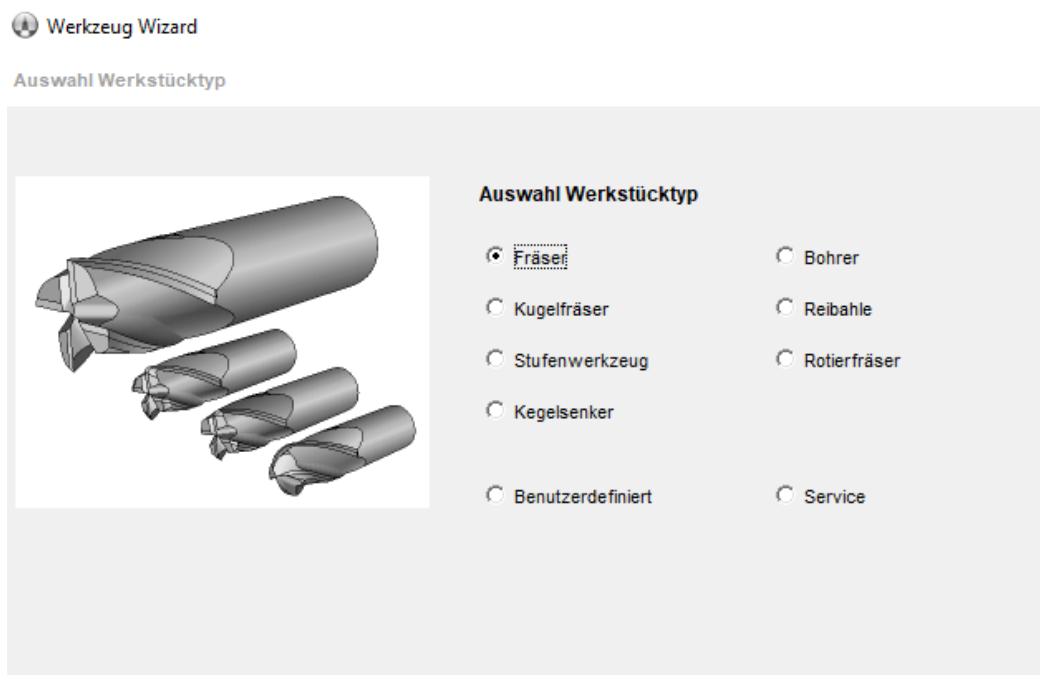 Werkzeug Wizard
Auswahl Werkstücktyp
Auswahl Werkstücktyp
Fräser
Bohrer
Kugelfräser
Reibahle
Stufenwerkzeug
Rotierfräser
Kegelsenker
Benutzerdefiniert
Service